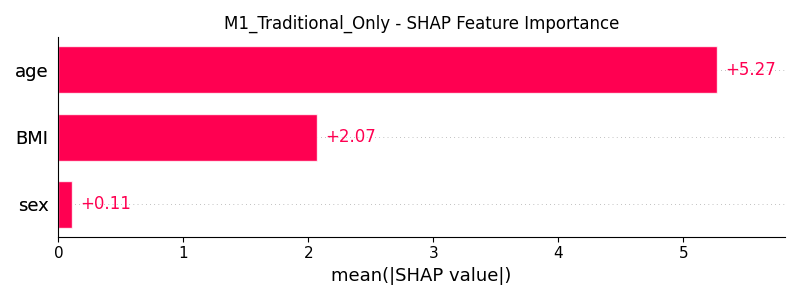 M1_Traditional_Only - SHAP Feature Importance
age +5.27
BMI +2.07
sex +0.11
0 1 2 3 4 5
mean(|SHAP value|)